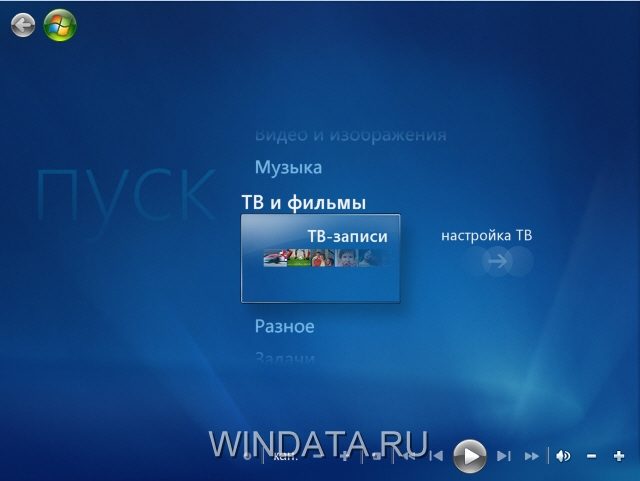 Видео и изображения
Музыка
пуск
ТВ и фильмы
ТВ-записи
настройка ТВ
Разное
Задачи
WINDATA.RU
кан.